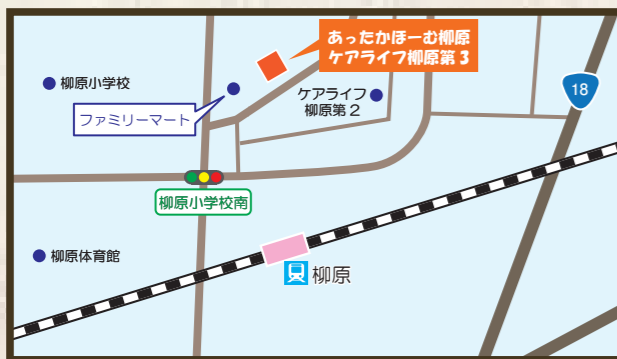 あったかほーむ柳原
ケアライフ柳原第3
柳原小学校
ファミリーマート
ケアライフ
柳原第2
18
柳原小学校南
柳原体育館
柳原